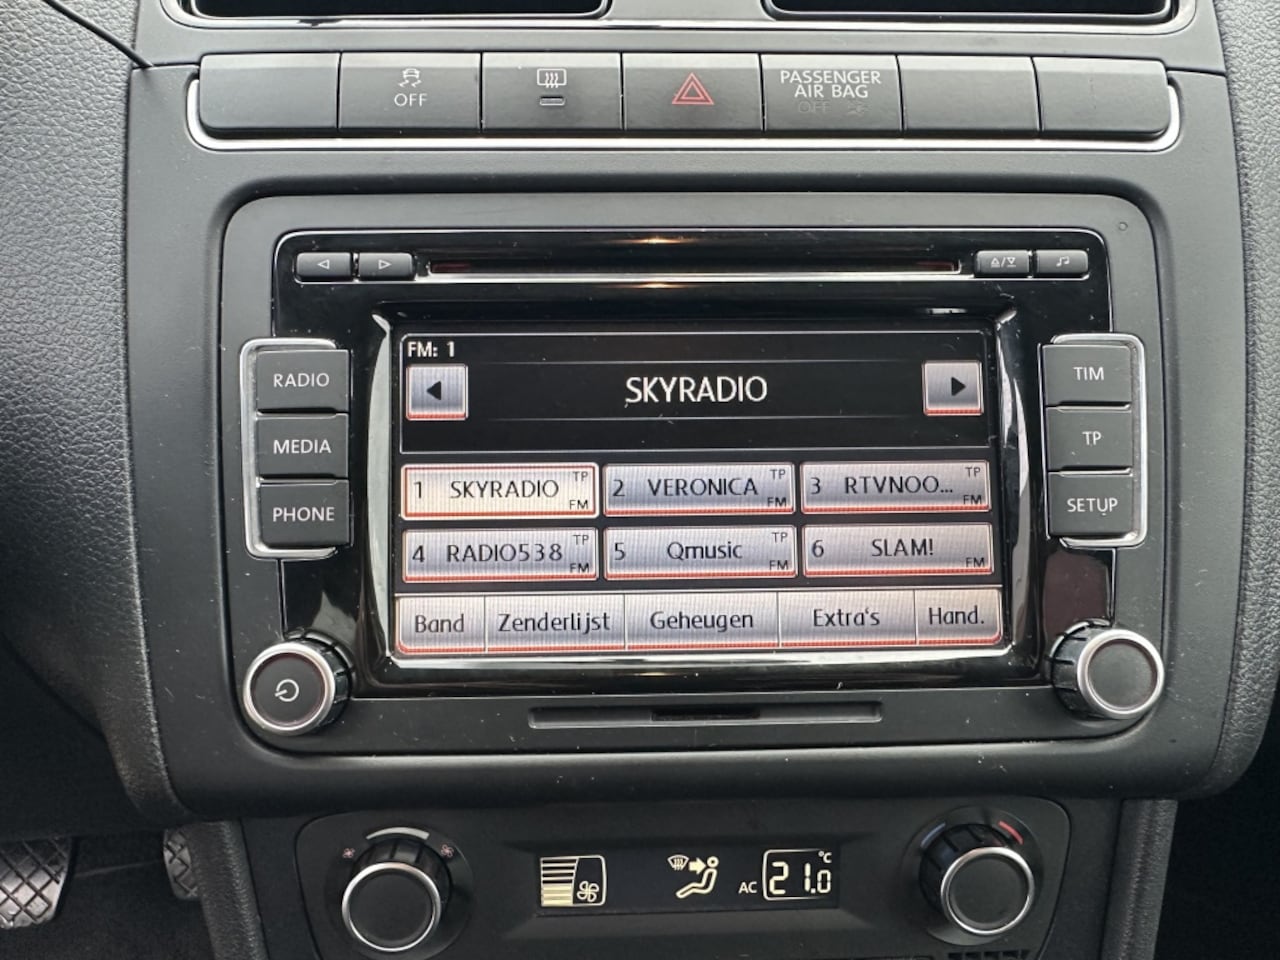 OFF
PASSENGER
AIR BAG
OFF
FM: 1
SKYRADIO
RADIO
MEDIA
PHONE
TIM
TP
SETUP
1 SKYRADIO TP FM
2 VERONICA TP FM
3 RTVNOO... TP FM
4 RADIO538 TP FM
5 Qmusic TP FM
6 SLAM! FM
Band Zenderlijst Geheugen Extra's Hand.
AC 21.0 °C